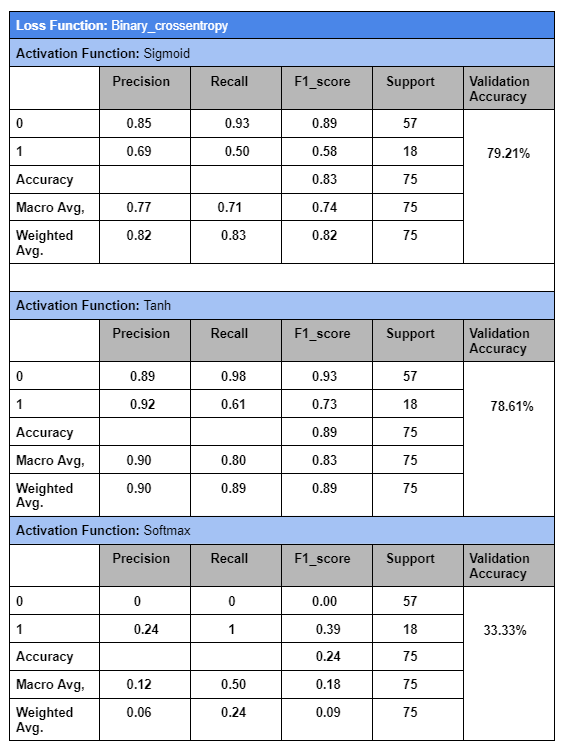 Loss Function: Binary_crossentropy
Activation Function: Sigmoid
Precision Recall F1_score Support Validation Accuracy
0 0.85 0.93 0.89 57
1 0.69 0.50 0.58 18
79.21%
Accuracy 0.83 75
Macro Avg, 0.77 0.71 0.74 75
Weighted Avg. 0.82 0.83 0.82 75
Activation Function: Tanh
Precision Recall F1_score Support Validation Accuracy
0 0.89 0.98 0.93 57
1 0.92 0.61 0.73 18
78.61%
Accuracy 0.89 75
Macro Avg, 0.90 0.80 0.83 75
Weighted Avg. 0.90 0.89 0.89 75
Activation Function: Softmax
Precision Recall F1_score Support Validation Accuracy
0 0 0 0.00 57
1 0.24 1 0.39 18
33.33%
Accuracy 0.24 75
Macro Avg, 0.12 0.50 0.18 75
Weighted Avg. 0.06 0.24 0.09 75